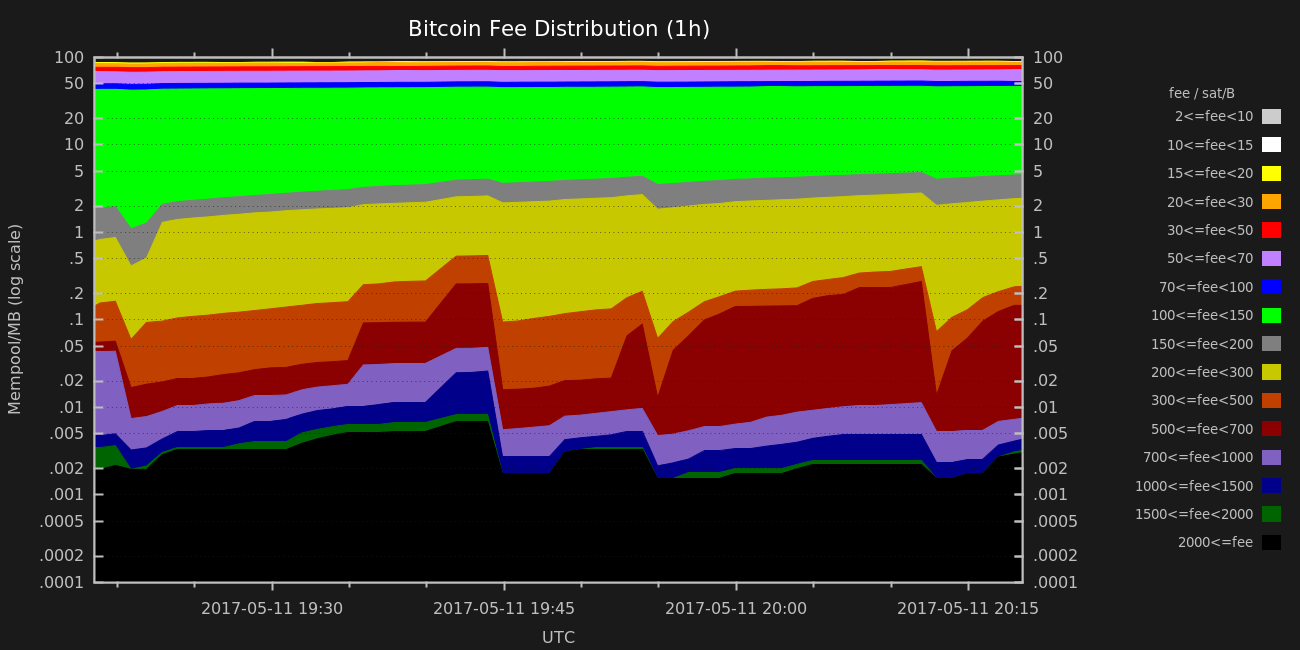 Bitcoin Fee Distribution (1h)
Mempool/MB (log scale)
100
50
20
10
5
2
1
.5
.2
.1
.05
.02
.01
.005
.002
.001
.0005
.0002
.0001
100
50
20
10
5
2
1
.5
.2
.1
.05
.02
.01
.005
.002
.001
.0005
.0002
.0001
2017-05-11 19:30
2017-05-11 19:45
2017-05-11 20:00
2017-05-11 20:15
UTC
fee / sat/B
2<=fee<10
10<=fee<15
15<=fee<20
20<=fee<30
30<=fee<50
50<=fee<70
70<=fee<100
100<=fee<150
150<=fee<200
200<=fee<300
300<=fee<500
500<=fee<700
700<=fee<1000
1000<=fee<1500
1500<=fee<2000
2000<=fee